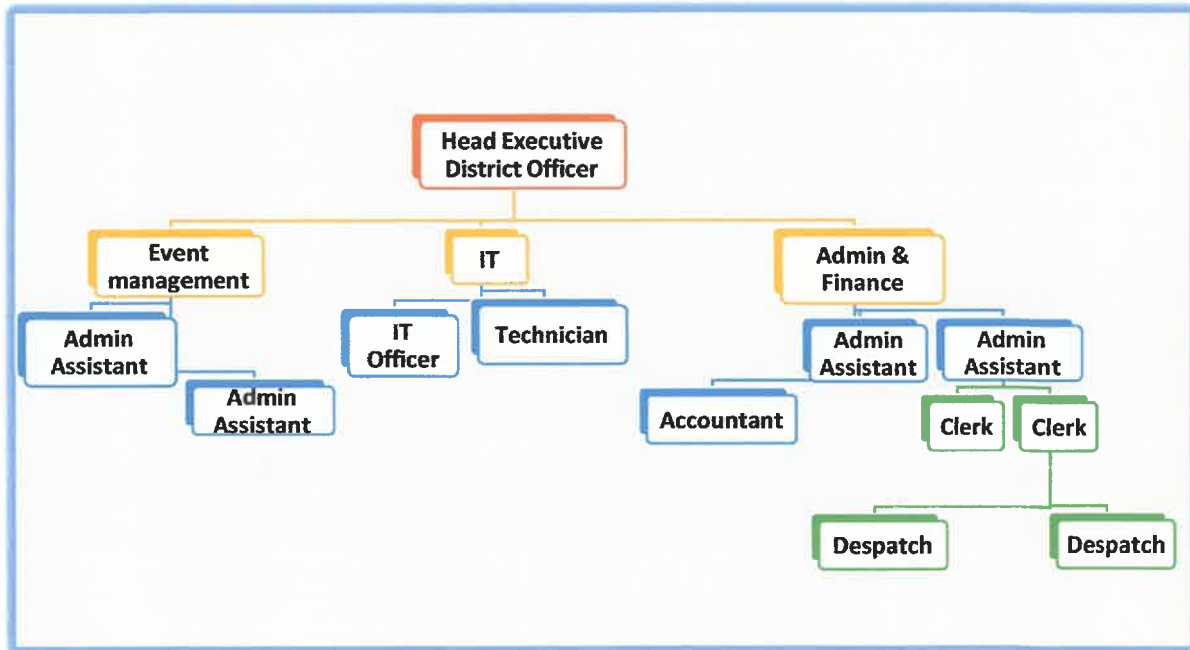 Head Executive
District Officer
Event
management
IT
Admin &
Finance
Admin
Assistant
IT
Officer
Technician
Admin
Assistant
Admin
Assistant
Admin
Assistant
Accountant
Clerk
Clerk
Despatch
Despatch